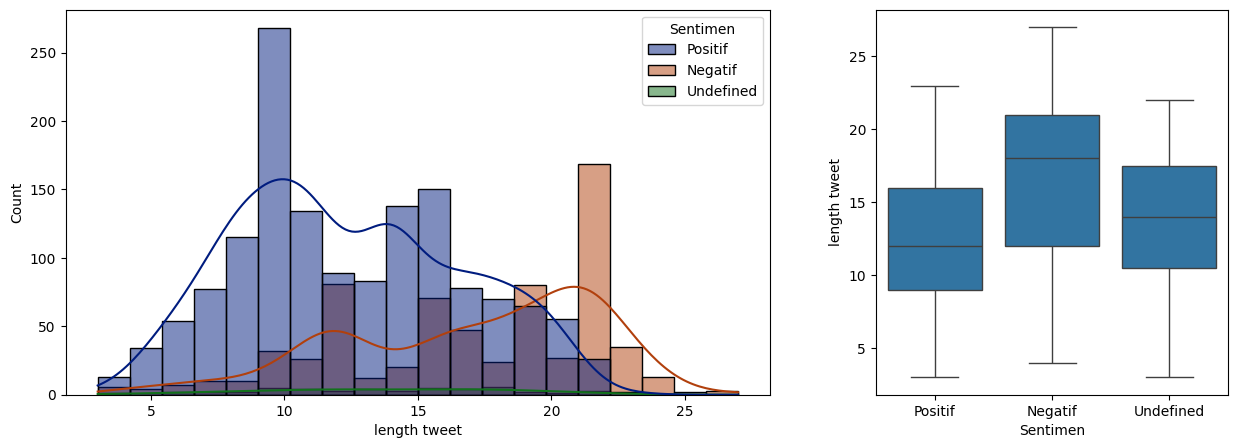 Sentimen
Positif
Negatif
Undefined
250
200
150
100
50
0
Count
5
10
15
20
25
length tweet
25
20
15
10
5
length tweet
Positif
Negatif
Undefined
Sentimen